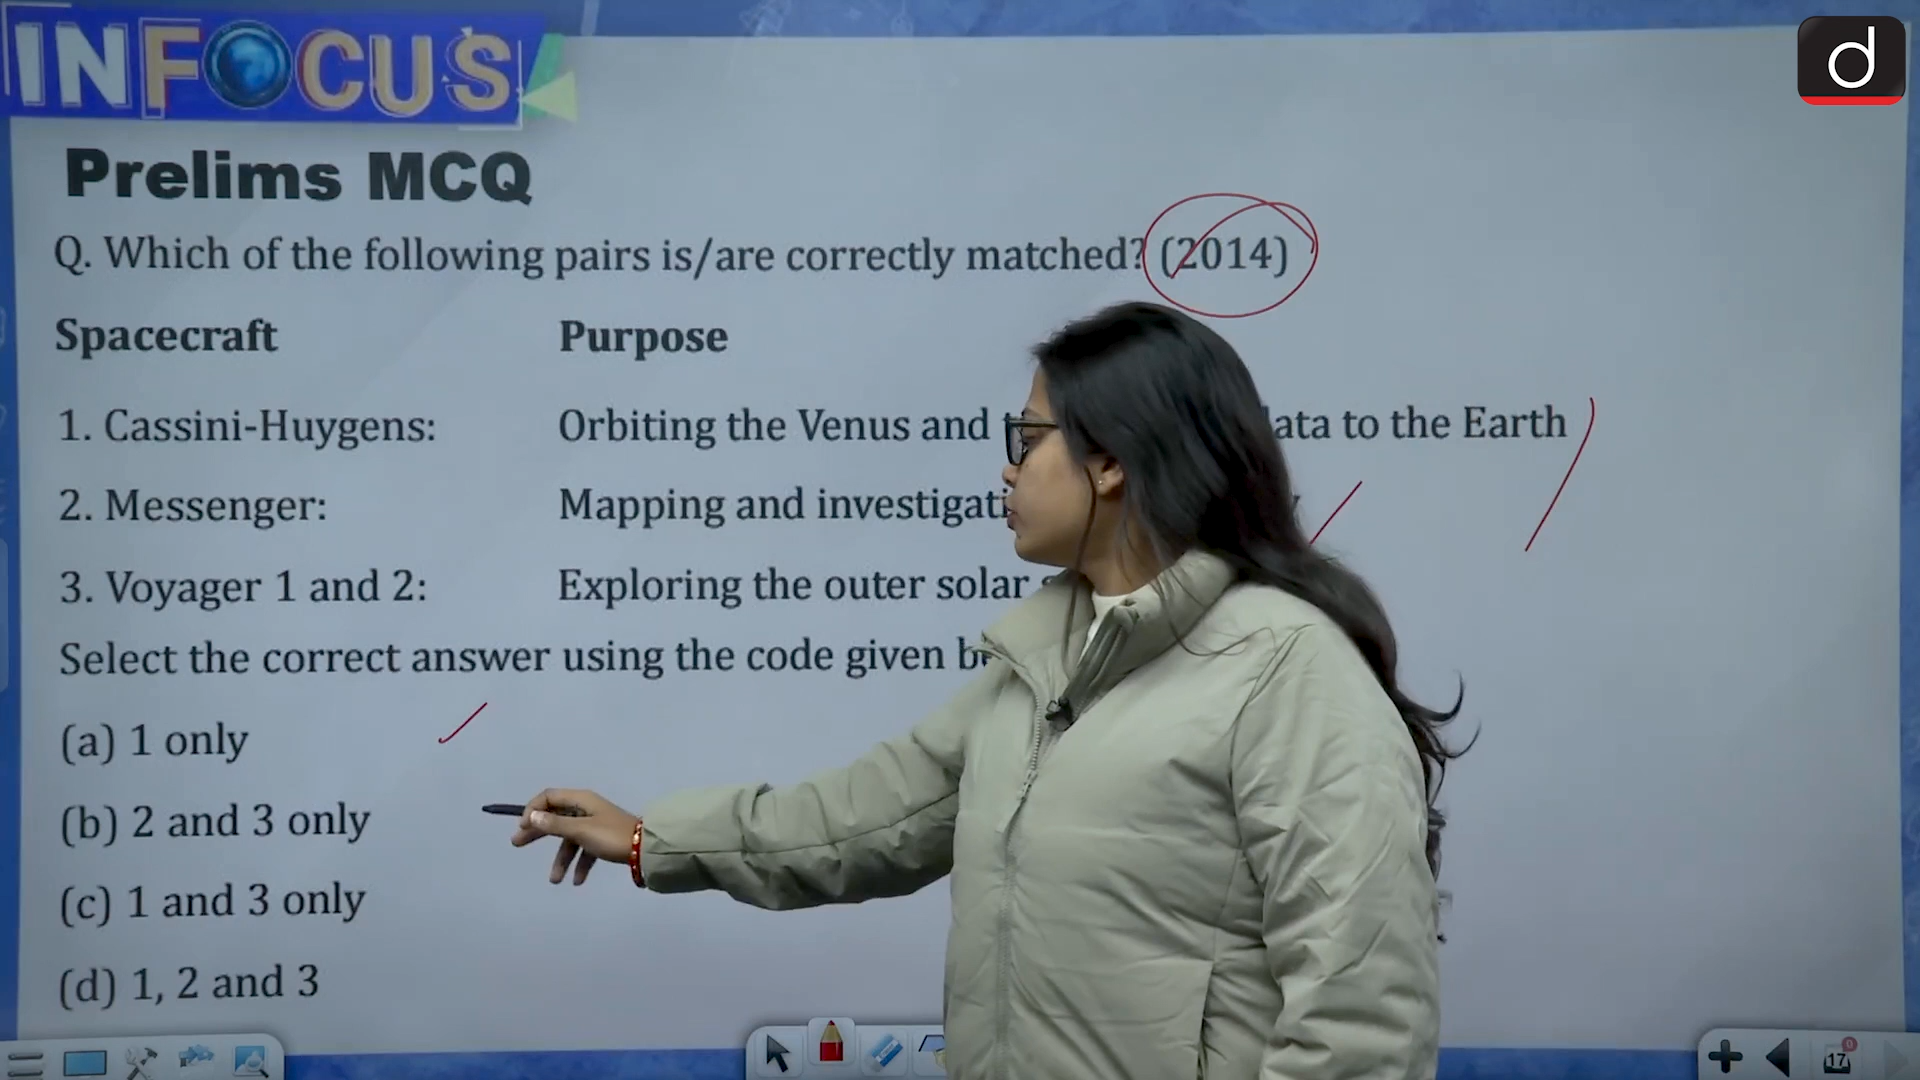 INFOCUS
d
Prelims MCQ
Q. Which of the following pairs is/are correctly matched? (2014)
Spacecraft Purpose
1. Cassini-Huygens: Orbiting the Venus and to the Earth
2. Messenger: Mapping and
3. Voyager 1 and 2: Exploring the outer solar
Select the correct answer using the code given
(a) 1 only
(b) 2 and 3 only
(c) 1 and 3 only
(d) 1, 2 and 3
17
0